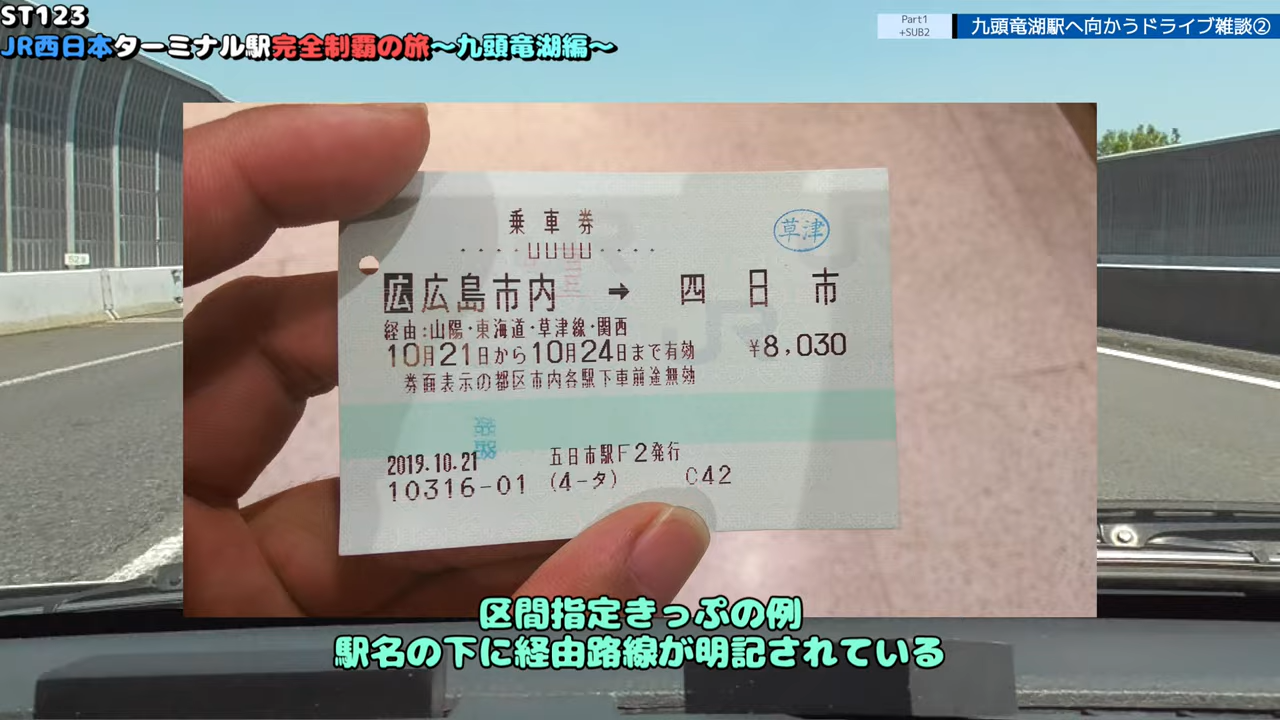 ST123
JR西日本ターミナル駅完全制覇の旅～九頭竜湖編～
Part1
+SUB2
九頭竜湖駅へ向かうドライブ雑談②
乗車券
草津
広 広島市内 → 四日市
経由:山陽・東海道・草津線・関西
10月21日から10月24日まで有効 ¥8,030
券面表示の都区市内各駅下車前途無効
2019.10.21 五日市駅F2発行
10316-01 (4-タ) C42
区間指定きっぷの例
駅名の下に経由路線が明記されている